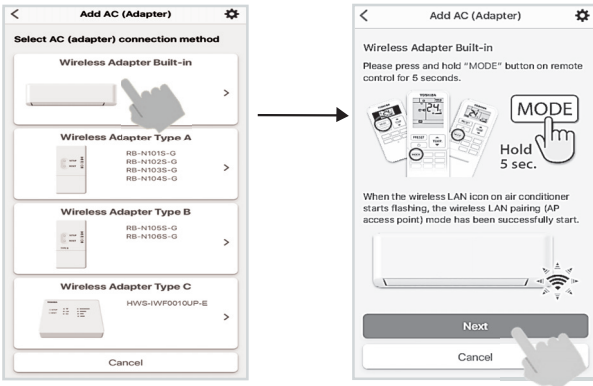 Add AC (Adapter)
Select AC (adapter) connection method
Wireless Adapter Built-in
Wireless Adapter Type A
RB-N101S-G
RB-N102S-G
RB-N103S-G
RB-N104S-G
Wireless Adapter Type B
RB-N105S-G
RB-N106S-G
Wireless Adapter Type C
HWS-IWF0010UP-E
Cancel
Add AC (Adapter)
Wireless Adapter Built-in
Please press and hold “MODE” button on remote
control for 5 seconds.
MODE
Hold
5 sec.
When the wireless LAN icon on air conditioner
starts flashing, the wireless LAN pairing (AP
access point) mode has been successfully start.
Next
Cancel